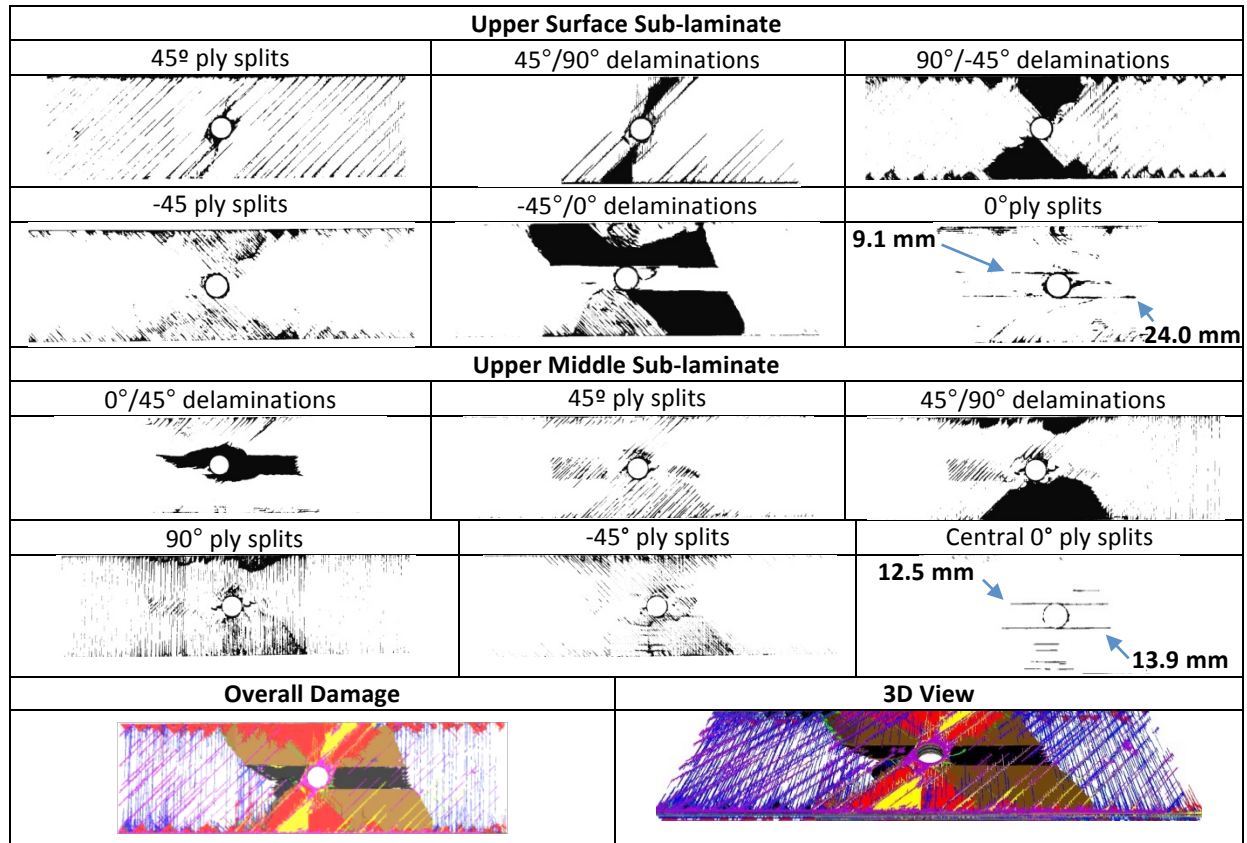 Upper Surface Sub-laminate
45º ply splits
45°/90° delaminations
90°/-45° delaminations
-45 ply splits
-45°/0° delaminations
0°ply splits
9.1 mm
24.0 mm
Upper Middle Sub-laminate
0°/45° delaminations
45º ply splits
45°/90° delaminations
90° ply splits
-45° ply splits
Central 0° ply splits
12.5 mm
13.9 mm
Overall Damage
3D View